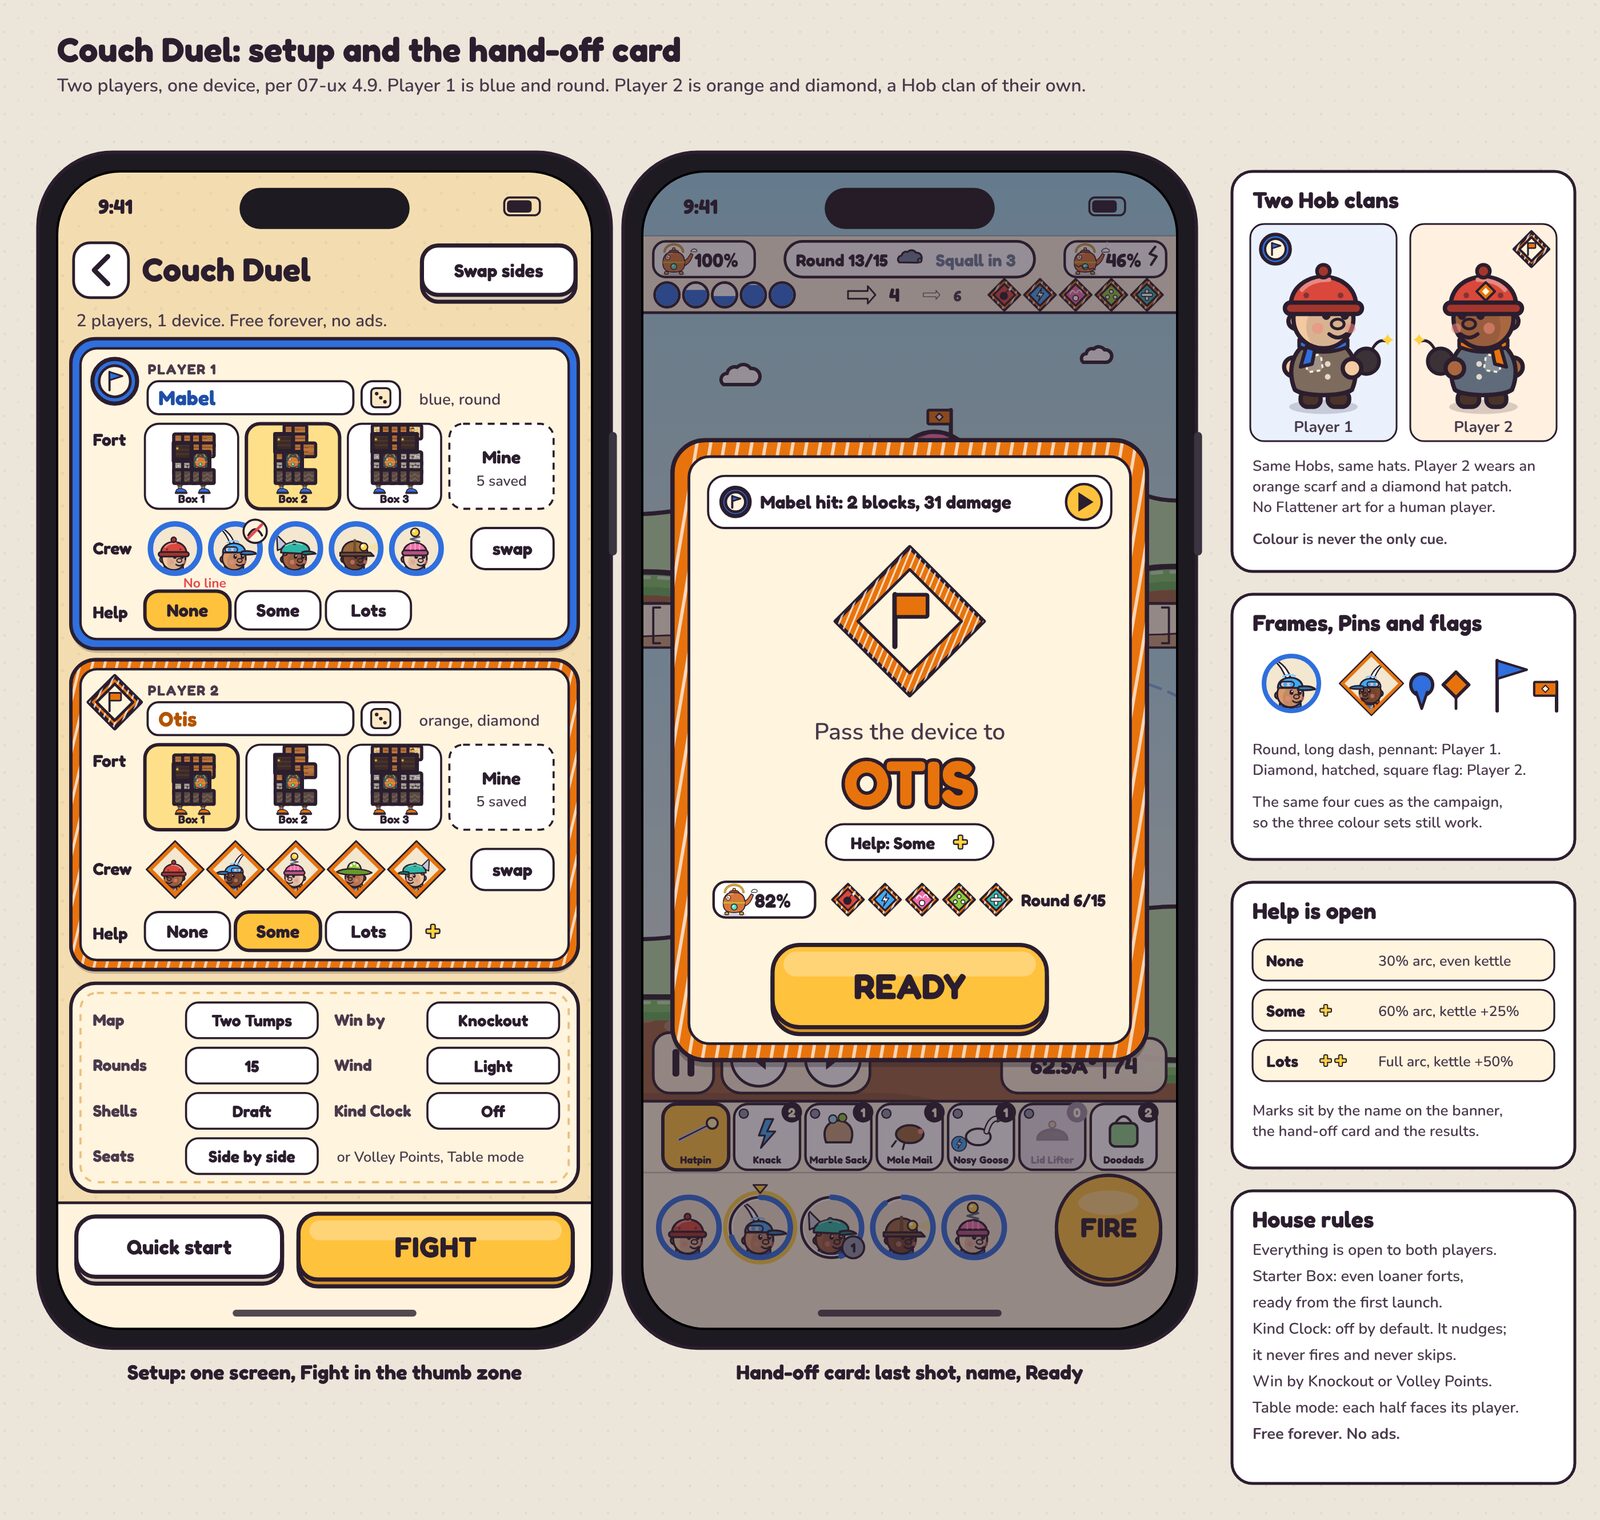 Couch Duel: setup and the hand-off card
Two players, one device, per 07-ux 4.9. Player 1 is blue and round. Player 2 is orange and diamond, a Hob clan of their own.
9:41
Couch Duel
Swap sides
2 players, 1 device. Free forever, no ads.
PLAYER 1
Mabel
blue, round
Fort
Box 1
Box 2
Box 3
Mine
5 saved
Crew
swap
No line
Help
None
Some
Lots
PLAYER 2
Otis
orange, diamond
Fort
Box 1
Box 2
Box 3
Mine
5 saved
Crew
swap
Help
None
Some
Lots
Map
Two Tumps
Win by
Knockout
Rounds
15
Wind
Light
Shells
Draft
Kind Clock
Off
Seats
Side by side
or Volley Points, Table mode
Quick start
FIGHT
Setup: one screen, Fight in the thumb zone
9:41
100%
Round 13/15
Squall in 3
46%
4
6
Mabel hit: 2 blocks, 31 damage
Pass the device to
OTIS
Help: Some
82%
Round 6/15
READY
62.5A° | 74
Hatpin
2
Knack
1
Marble Sack
1
Mole Mail
1
Nosy Goose
0
Lid Lifter
2
Doodads
1
FIRE
Hand-off card: last shot, name, Ready
Two Hob clans
Player 1
Player 2
Same Hobs, same hats. Player 2 wears an
orange scarf and a diamond hat patch.
No Flattener art for a human player.
Colour is never the only cue.
Frames, Pins and flags
Round, long dash, pennant: Player 1.
Diamond, hatched, square flag: Player 2.
The same four cues as the campaign,
so the three colour sets still work.
Help is open
None
30% arc, even kettle
Some
60% arc, kettle +25%
Lots
Full arc, kettle +50%
Marks sit by the name on the banner,
the hand-off card and the results.
House rules
Everything is open to both players.
Starter Box: even loaner forts,
ready from the first launch.
Kind Clock: off by default. It nudges;
it never fires and never skips.
Win by Knockout or Volley Points.
Table mode: each half faces its player.
Free forever. No ads.